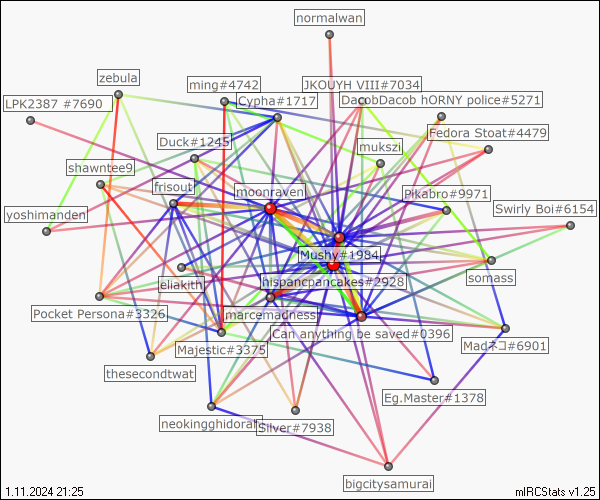 normalwan
zebula
ming#4742
JKOUYH VIII#7034
LPK2387 #7690
Cypha#1717
DacobDacob hORNY police#5271
Fedora Stoat#4479
Duck#1245
mukszi
shawntee9
frisout
moonraven
Pikabro#9971
Swirly Boi#6154
yoshimanden
Mushy#1984
eliakith
hispancpancakes#2928
somass
Pocket Persona#3326
marcemadness
Can anything be saved#0396
Majestic#3375
Madネコ#6901
thesecondtwat
Eg.Master#1378
neokingghidorah
Silver#7938
bigcitysamurai
1.11.2024 21:25
mIRCStats v1.25